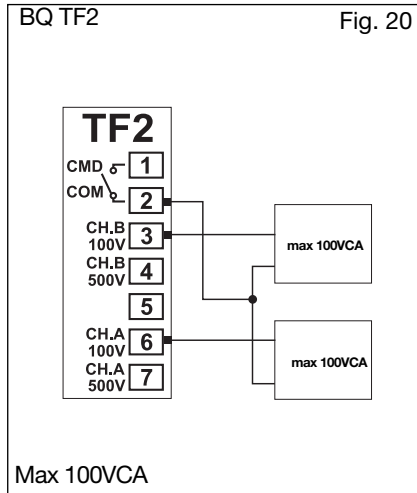 BQ TF2
Fig. 20
TF2
CMD
1
COM
2
CH.B
100V
3
CH.B
500V
4
5
CH.A
100V
6
CH.A
500V
7
max 100VCA
max 100VCA
Max 100VCA